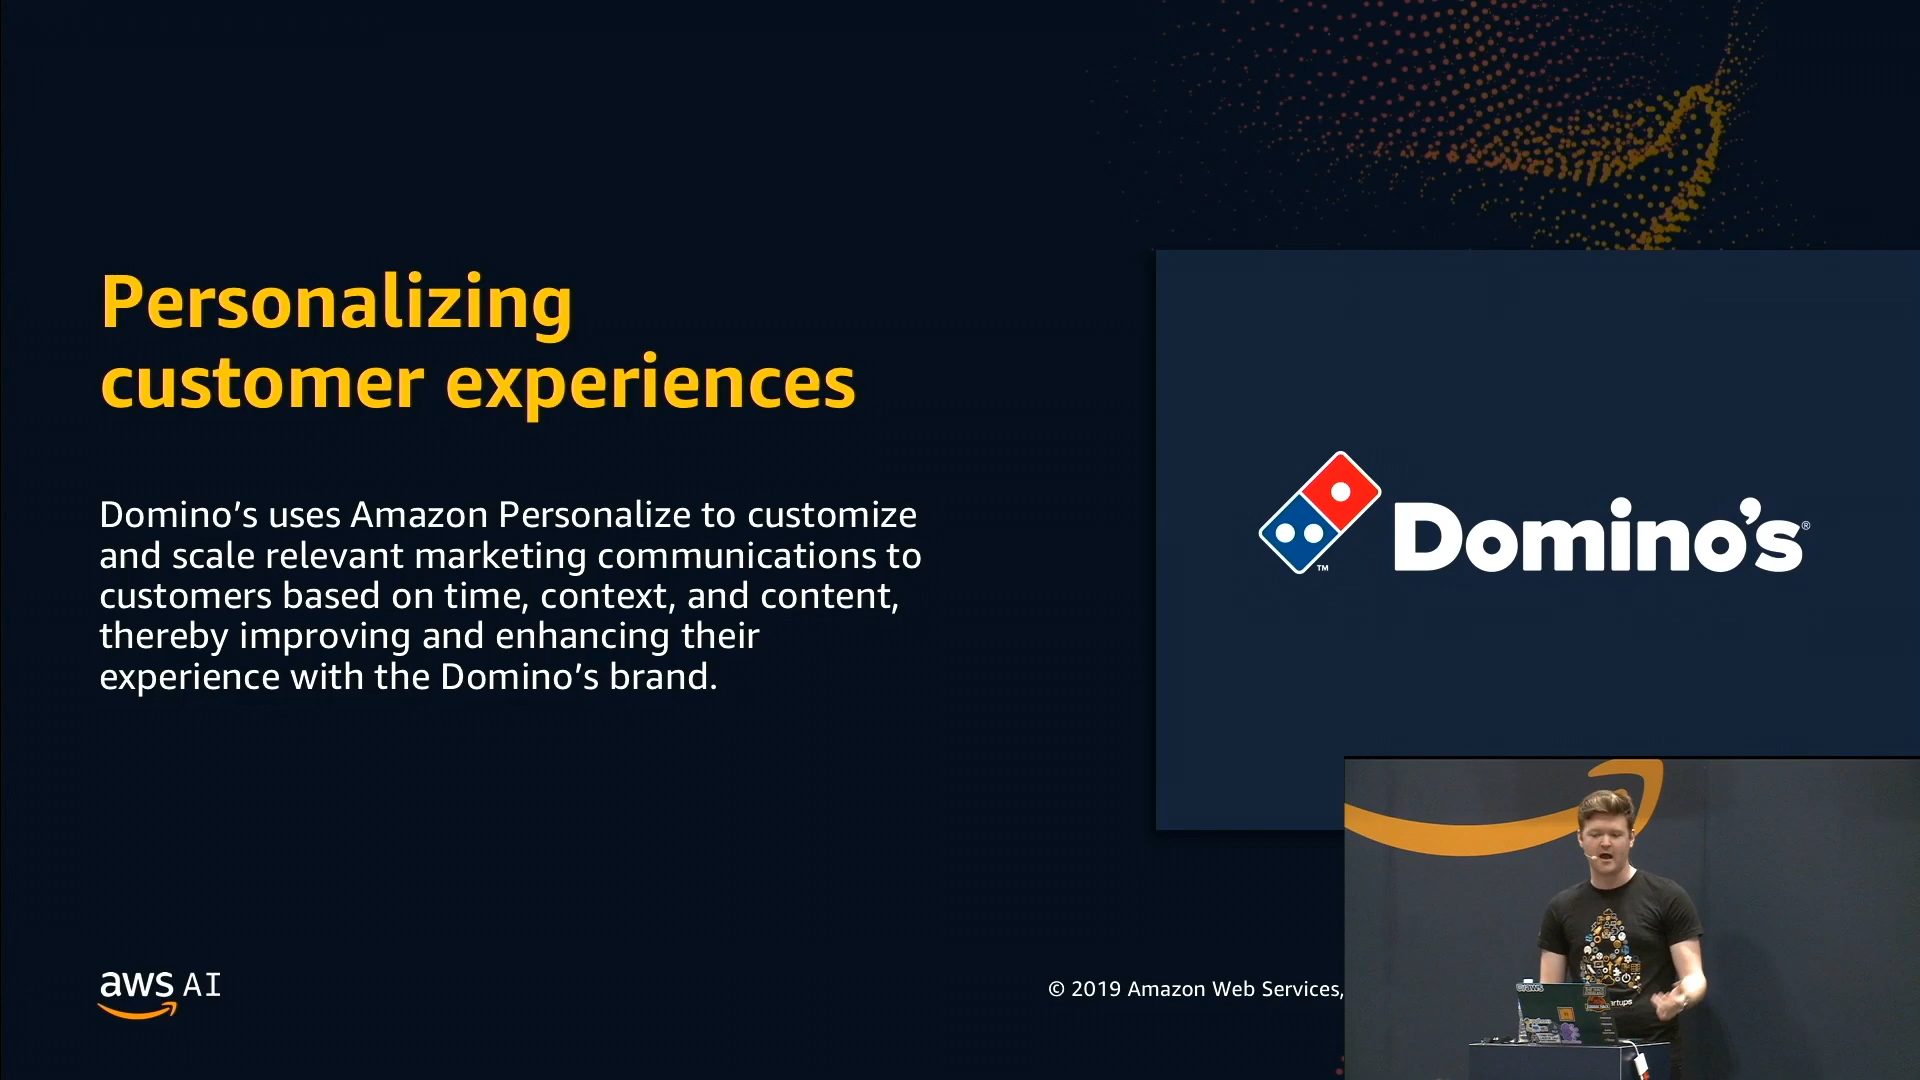 Personalizing
customer experiences
Domino’s uses Amazon Personalize to customize
and scale relevant marketing communications to
customers based on time, context, and content,
thereby improving and enhancing their
experience with the Domino’s brand.
Domino’s®
TM
aws AI
© 2019 Amazon Web Services,